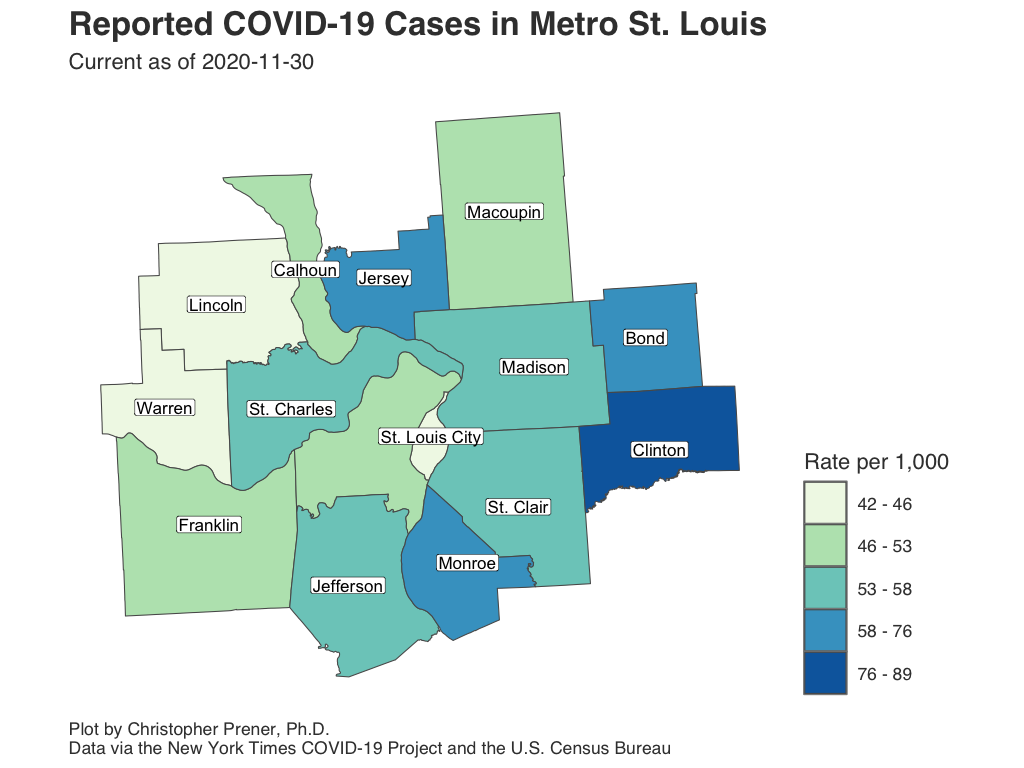 Reported COVID-19 Cases in Metro St. Louis
Current as of 2020-11-30
Macoupin
Calhoun
Jersey
Lincoln
Bond
Madison
Warren
St. Charles
St. Louis City
Clinton
Franklin
St. Clair
Monroe
Jefferson
Rate per 1,000
42 - 46
46 - 53
53 - 58
58 - 76
76 - 89
Plot by Christopher Prener, Ph.D.
Data via the New York Times COVID-19 Project and the U.S. Census Bureau